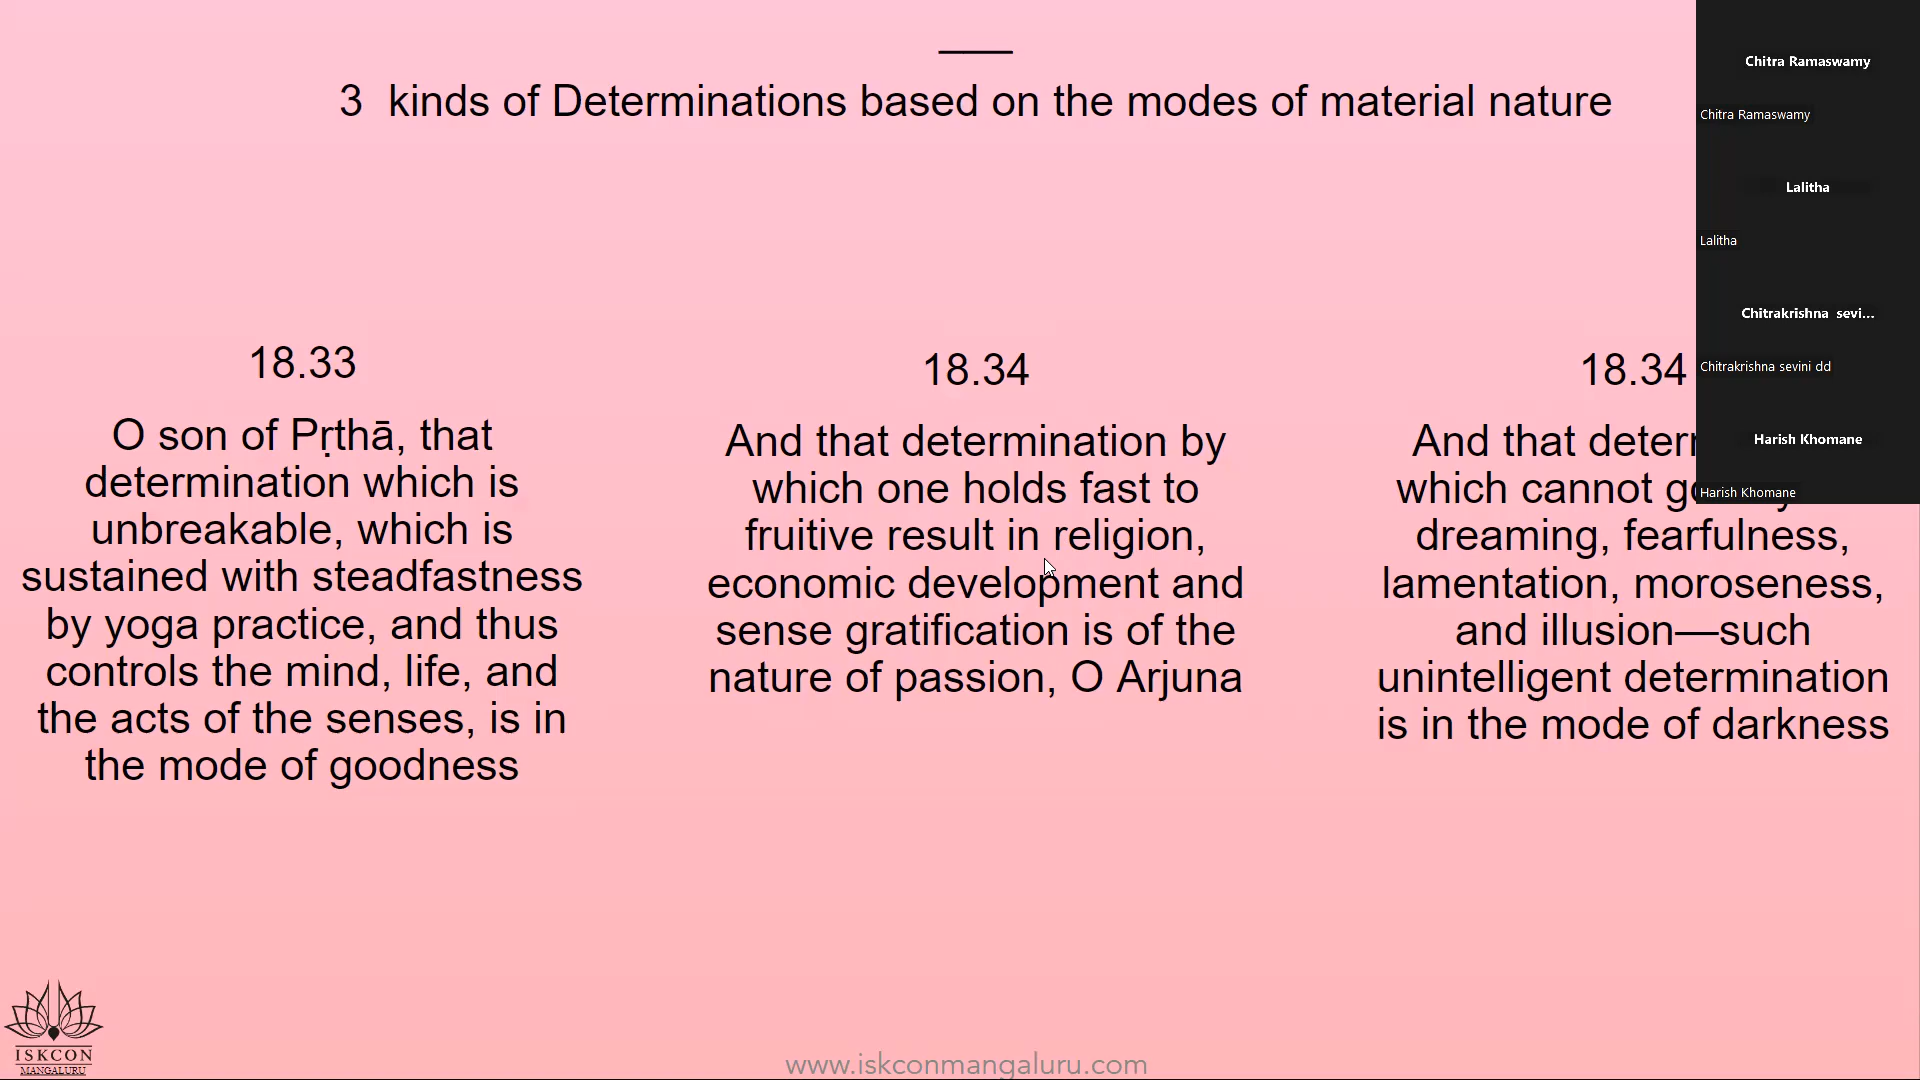 3 kinds of Determinations based on the modes of material nature
18.33
O son of Pṛthā, that
determination which is
unbreakable, which is
sustained with steadfastness
by yoga practice, and thus
controls the mind, life, and
the acts of the senses, is in
the mode of goodness
18.34
And that determination by
which one holds fast to
fruitive result in religion,
economic development and
sense gratification is of the
nature of passion, O Arjuna
18.34
And that
which cannot
dreaming, fearfulness,
lamentation, moroseness,
and illusion—such
unintelligent determination
is in the mode of darkness
Chitra Ramaswamy
Chitra Ramaswamy
Lalitha
Lalitha
Chitrakrishna sevi...
Chitrakrishna sevini dd
Harish Khomane
Harish Khomane
ISKCON
MANGALURU
www.iskconmangaluru.com